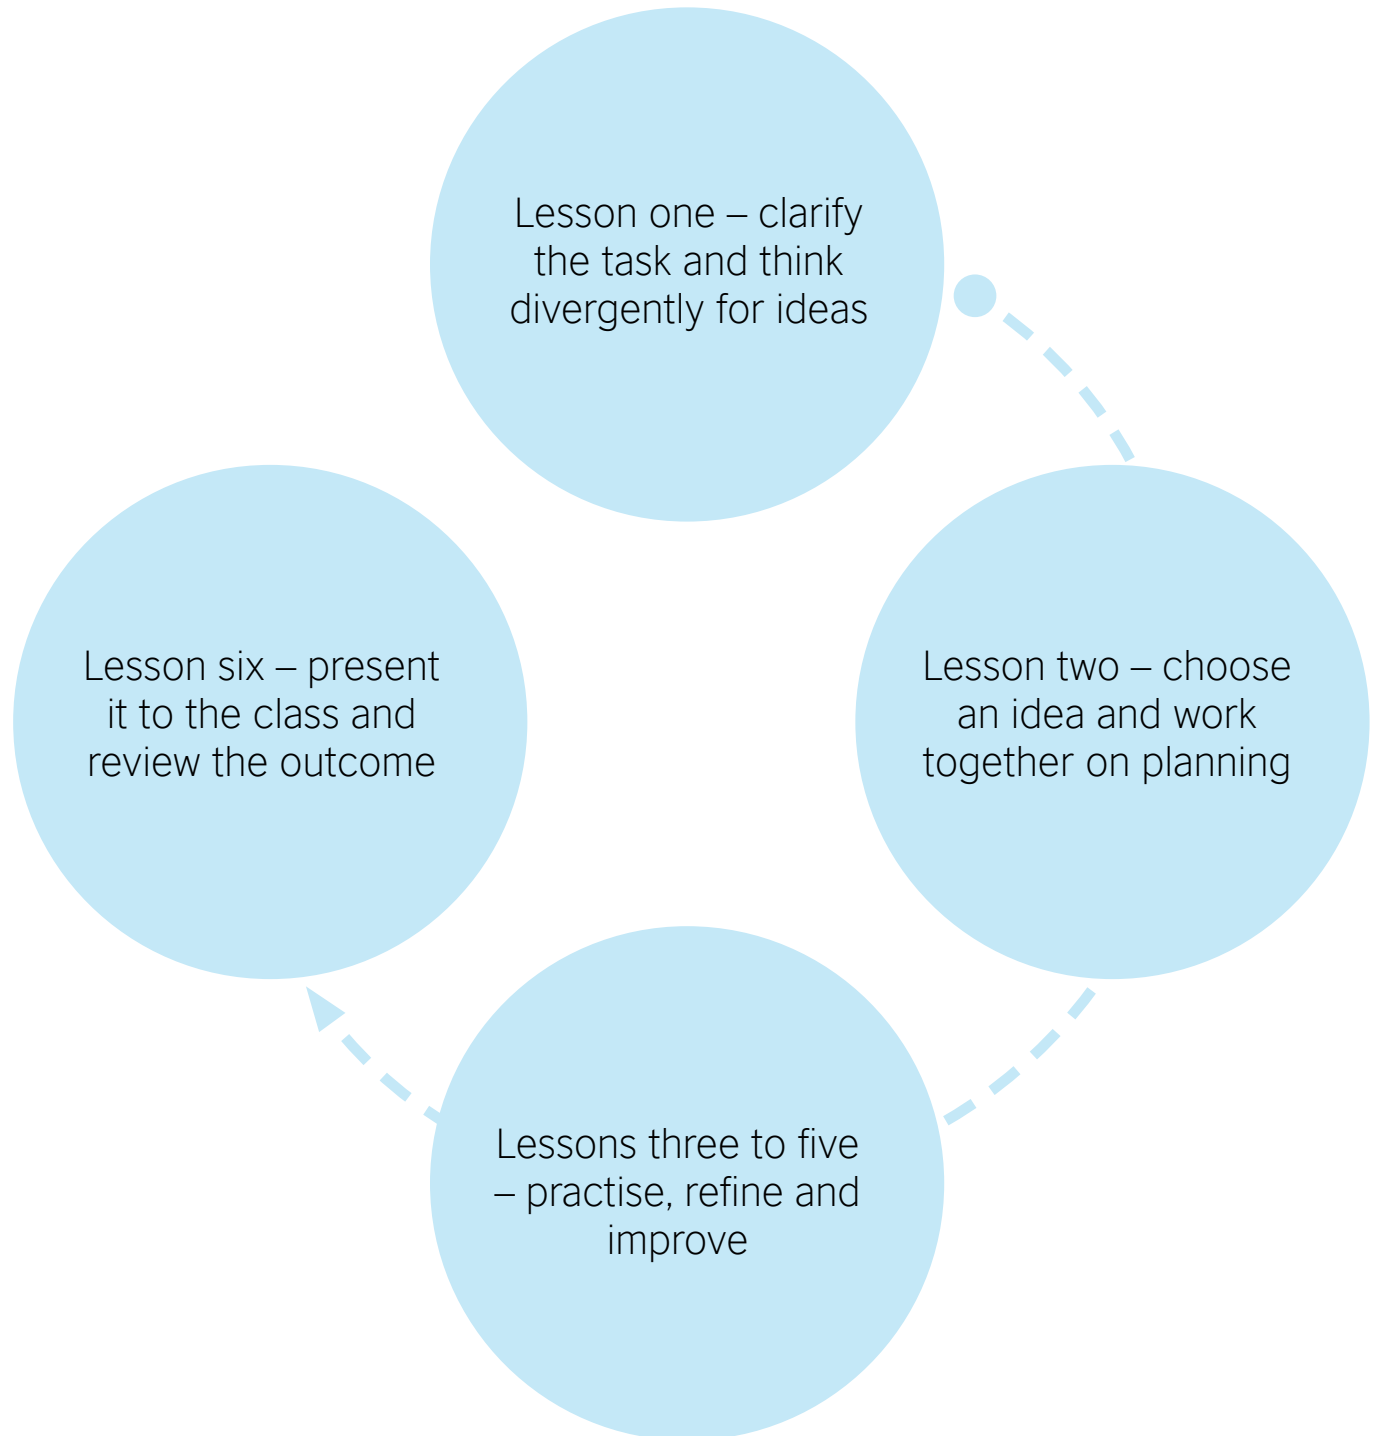 Lesson one – clarify
the task and think
divergently for ideas
Lesson two – choose
an idea and work
together on planning
Lessons three to five
– practise, refine and
improve
Lesson six – present
it to the class and
review the outcome